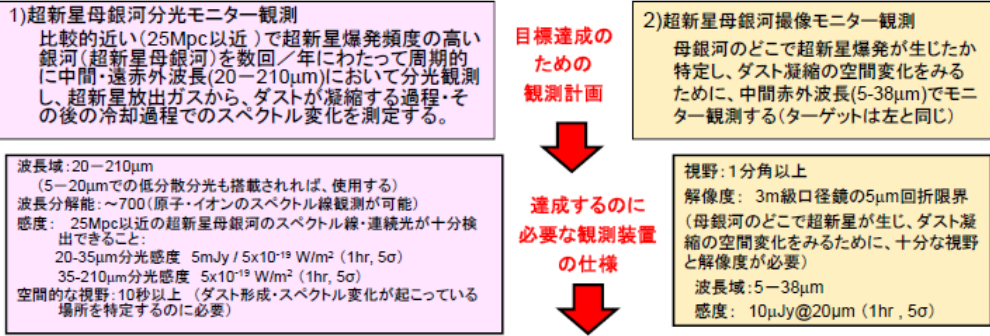 1)超新星母銀河分光モニター観測
比較的近い(25Mpc以近)で超新星爆発頻度の高い
銀河(超新星母銀河)を数回/年にわたって周期的
に中間・遠赤外波長(20－210μm)において分光観測
し、超新星放出ガスから、ダストが凝縮する過程・そ
の後の冷却過程でのスペクトル変化を測定する。
目標達成の
ための
観測計画
2)超新星母銀河撮像モニター観測
母銀河のどこで超新星爆発が生じたか
特定し、ダスト凝縮の空間変化をみる
ために、中間赤外波長(5-38μm)でモニ
ター観測する(ターゲットは左と同じ)
波長域:20－210μm
(5－20μmでの低分散分光も搭載されれば、使用する)
波長分解能:～700(原子・イオンのスペクトル線観測が可能)
感度: 25Mpc以近の超新星母銀河のスペクトル線・連続光が十分検
出できること:
20-35μm分光感度 5mJy / 5x10⁻¹⁹ W/m² (1hr, 5σ)
35-210μm分光感度 5x10⁻¹⁹ W/m² (1hr, 5σ)
空間的な視野:10秒以上 (ダスト形成・スペクトル変化が起こっている
場所を特定するのに必要)
達成するのに
必要な観測装置
の仕様
視野:1分角以上
解像度: 3m級口径鏡の5μm回折限界
(母銀河のどこで超新星が生じ、ダスト凝
縮の空間変化をみるために、十分な視野
と解像度が必要)
波長域:5－38μm
感度: 10μJy@20μm (1hr , 5σ)